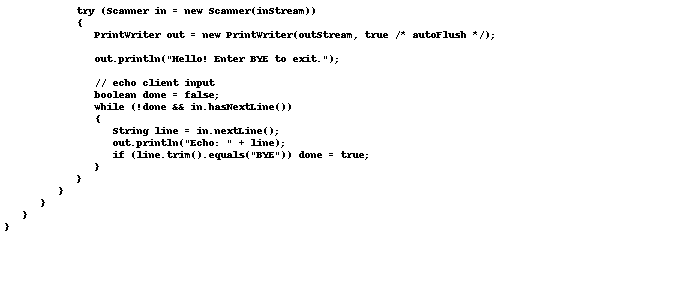 try (Scanner in = new Scanner(inStream))
{
PrintWriter out = new PrintWriter(outStream, true /* autoFlush */);
out.println("Hello! Enter BYE to exit.");
// echo client input
boolean done = false;
while (!done && in.hasNextLine())
{
String line = in.nextLine();
out.println("Echo: " + line);
if (line.trim().equals("BYE")) done = true;
}
}
}
}
}
}